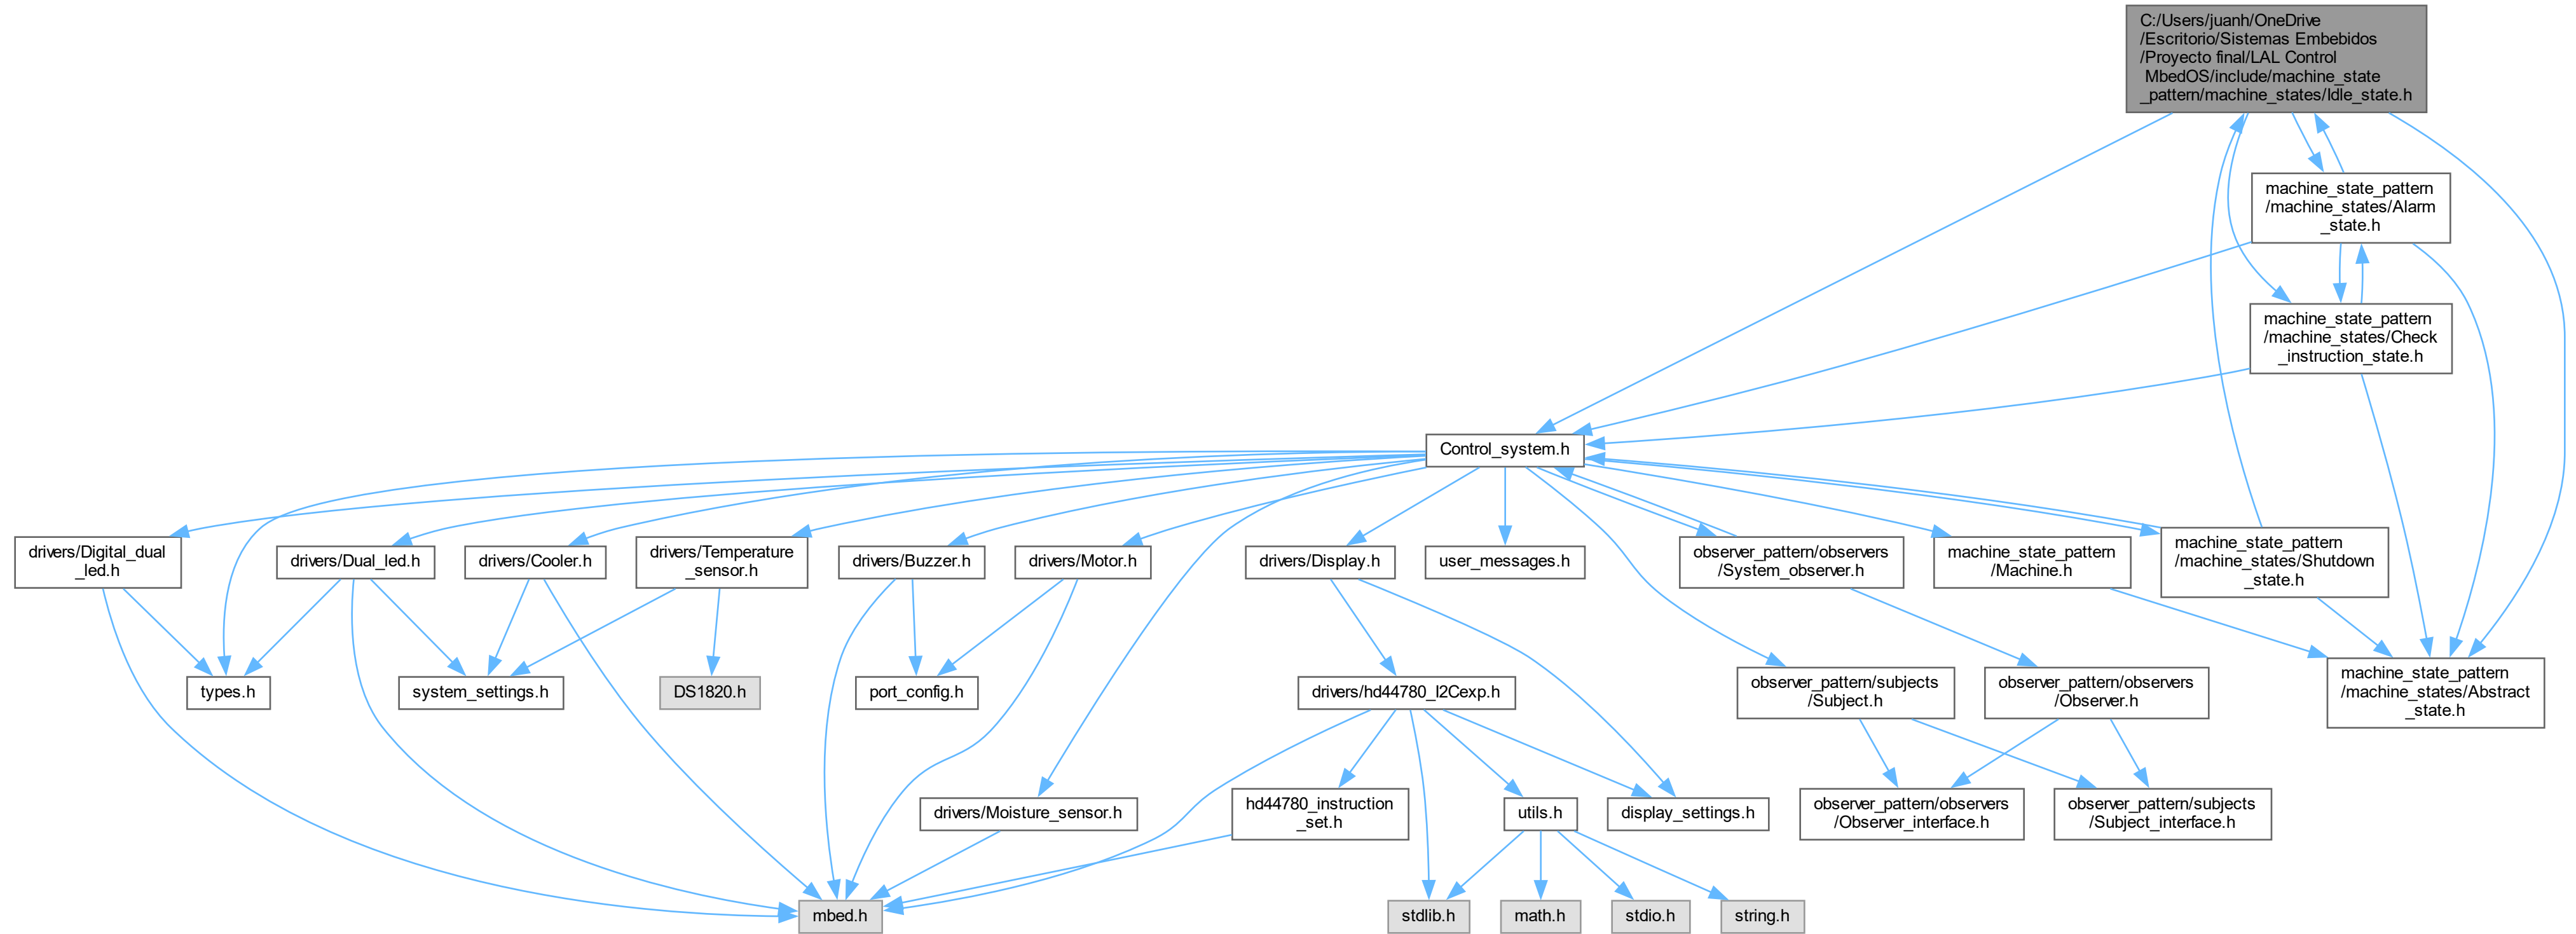 C:/Users/juanh/OneDrive
/Escritorio/Sistemas Embebidos
/Proyecto final/LAL Control
MbedOS/include/machine_state
_pattern/machine_states/Idle_state.h
machine_state_pattern
/machine_states/Alarm
_state.h
machine_state_pattern
/machine_states/Check
_instruction_state.h
Control_system.h
drivers/Digital_dual
_led.h
drivers/Dual_led.h
drivers/Cooler.h
drivers/Temperature
_sensor.h
drivers/Buzzer.h
drivers/Motor.h
drivers/Display.h
user_messages.h
observer_pattern/observers
/System_observer.h
machine_state_pattern
/Machine.h
machine_state_pattern
/machine_states/Shutdown
_state.h
types.h
system_settings.h
DS1820.h
port_config.h
drivers/hd44780_I2Cexp.h
observer_pattern/subjects
/Subject.h
observer_pattern/observers
/Observer.h
machine_state_pattern
/machine_states/Abstract
_state.h
drivers/Moisture_sensor.h
hd44780_instruction
_set.h
utils.h
display_settings.h
observer_pattern/observers
/Observer_interface.h
observer_pattern/subjects
/Subject_interface.h
mbed.h
stdlib.h
math.h
stdio.h
string.h